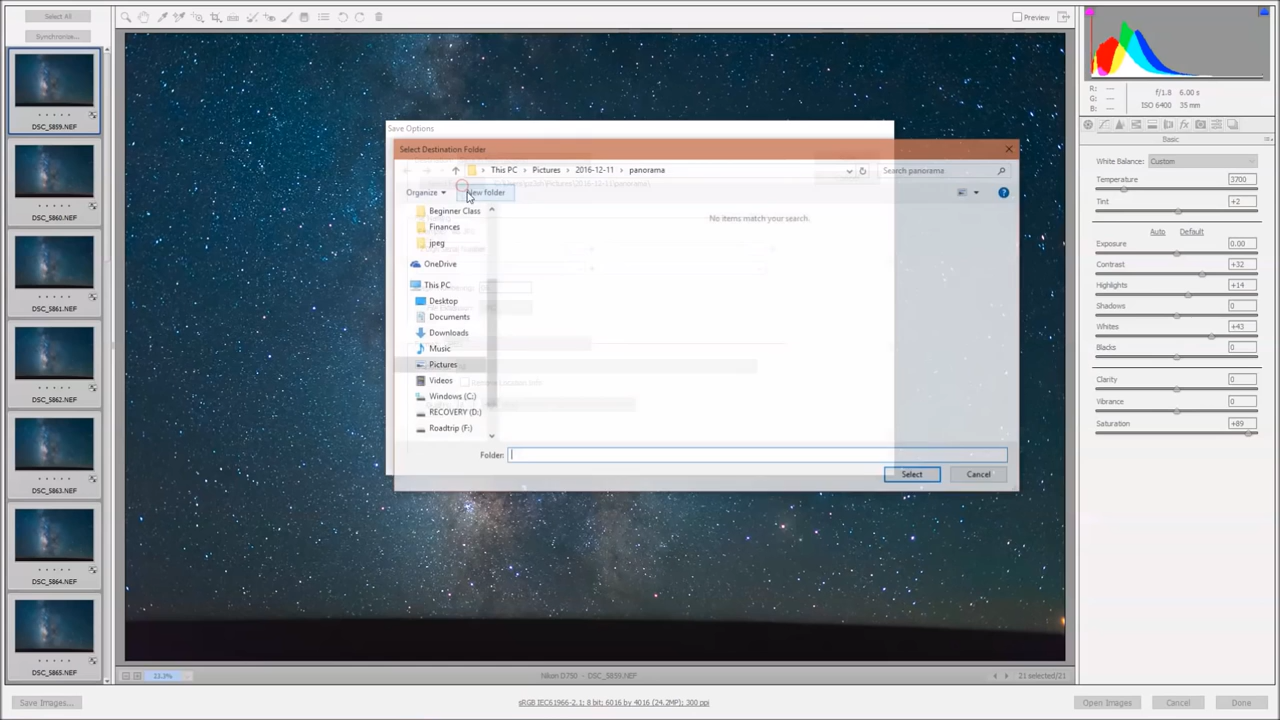 Select All
Synchronise...
Preview
DSC_5859.NEF
DSC_5860.NEF
DSC_5861.NEF
DSC_5862.NEF
DSC_5863.NEF
DSC_5864.NEF
DSC_5865.NEF
Save Options
Select Destination Folder
This PC > Pictures > 2016-12-11 > panorama
Search panorama
Organize
New folder
No items match your search.
Beginner Class
Finances
jpeg
OneDrive
This PC
Desktop
Documents
Downloads
Music
Pictures
Videos
Windows (C:)
RECOVERY (D:)
Roadtrip (F:)
Folder:
Select
Cancel
R: ---
G: ---
B: ---
f/1.8 6.00 s
ISO 6400 35 mm
Basic
White Balance: Custom
Temperature 3700
Tint +2
Auto Default
Exposure 0.00
Contrast +32
Highlights +14
Shadows 0
Whites +43
Blacks 0
Clarity 0
Vibrance 0
Saturation +89
23.3%
Nikon D750 - DSC_5859.NEF
21 selected/21
Save Images...
sRGB IEC61966-2.1; 8 bit; 6016 by 4016 (24.2MP); 300 ppi
Open Images
Cancel
Done